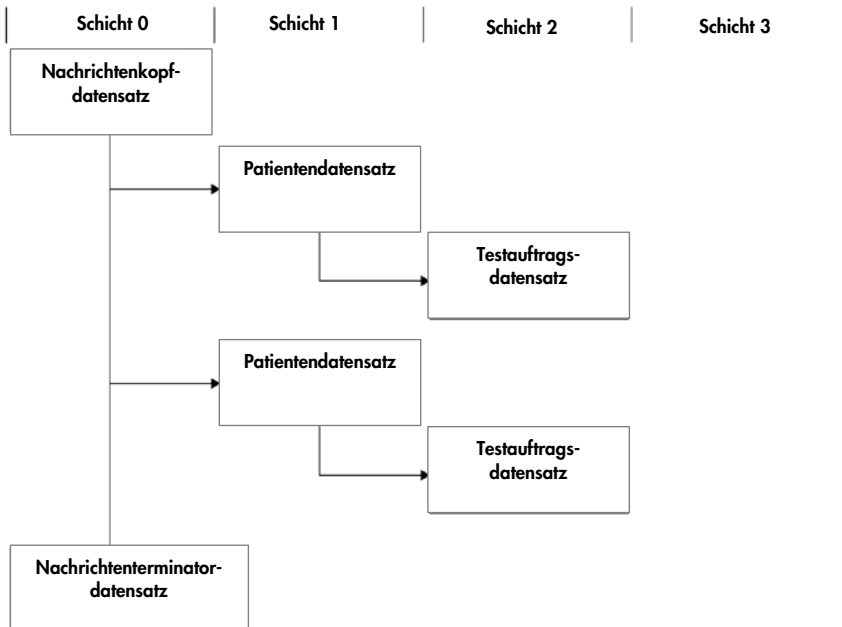 Schicht 0
Schicht 1
Schicht 2
Schicht 3
Nachrichtenkopf-
datensatz
Patientendatensatz
Testauftrags-
datensatz
Patientendatensatz
Testauftrags-
datensatz
Nachrichtenterminator-
datensatz